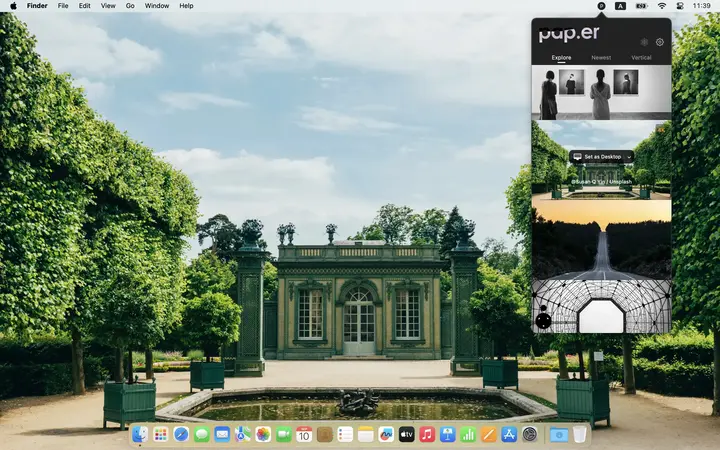 Finder File Edit View Go Window Help
A
11:39
pap.er
Explore Newest Vertical
Set as Desktop
@Susan Q Yin / Unsplash
10
tv